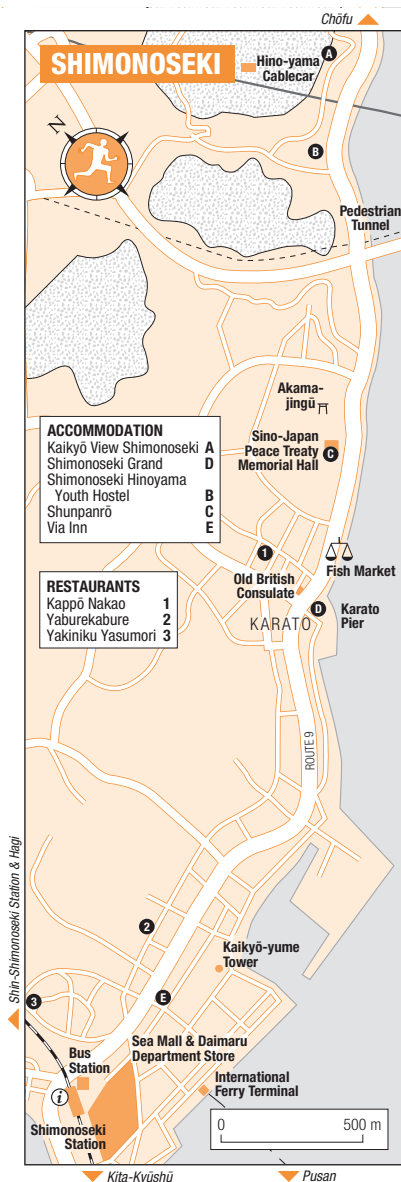 Chōfu
SHIMONOSEKI
Hino-yama
Cablecar
A
N
B
Pedestrian
Tunnel
Akama-
jingū
Sino-Japan
Peace Treaty
Memorial Hall
C
ACCOMMODATION
Kaikyō View Shimonoseki A
Shimonoseki Grand D
Shimonoseki Hinoyama
Youth Hostel B
Shunpanrō C
Via Inn E
1
Fish Market
Old British
Consulate
D
Karato
Pier
KARATO
RESTAURANTS
Kappō Nakao 1
Yaburekabure 2
Yakiniku Yasumori 3
ROUTE 9
Shin-Shimonoseki Station & Hagi
2
Kaikyō-yume
Tower
3
E
Sea Mall & Daimaru
Department Store
Bus
Station
i
International
Ferry Terminal
Shimonoseki
Station
0 500 m
Kita-Kyūshū
Pusan